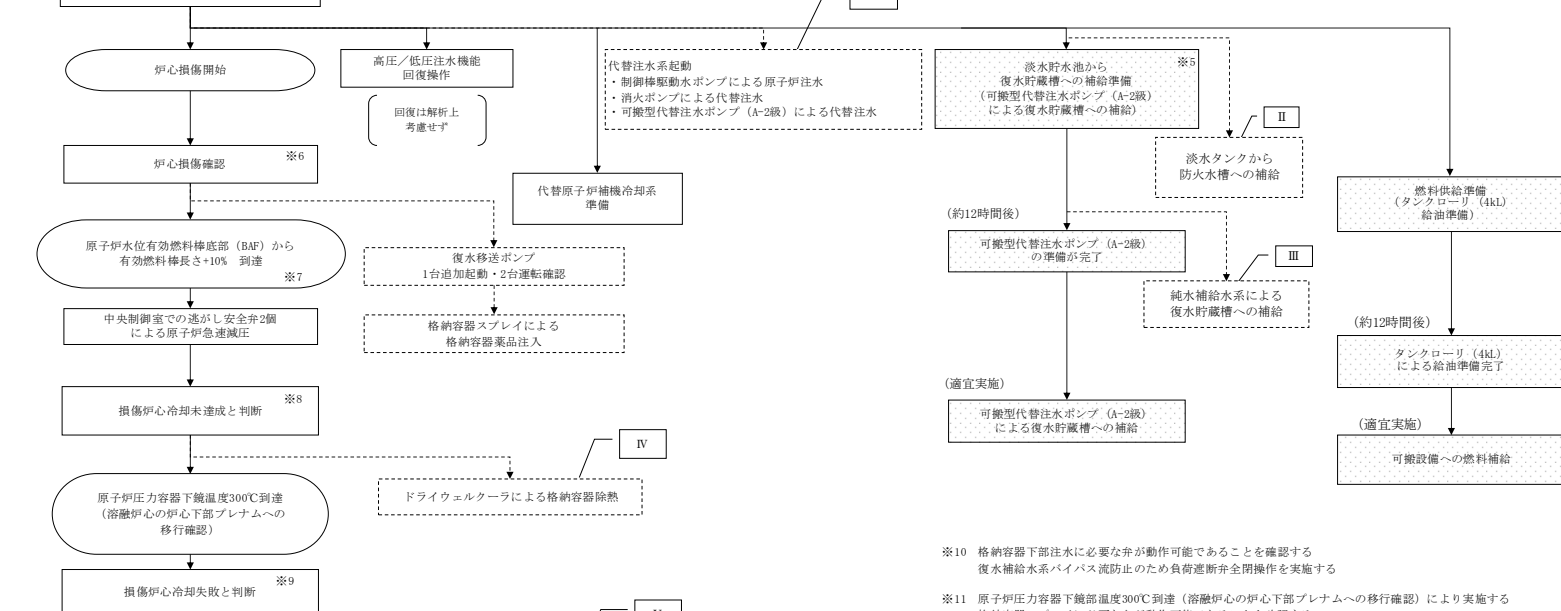 炉心損傷開始
高圧／低圧注水機能
回復操作
回復は解析上
考慮せず
代替注水系起動
・制御棒駆動水ポンプによる原子炉注水
・消火ポンプによる代替注水
・可搬型代替注水ポンプ（A-2級）による代替注水
※5
淡水貯水池から
復水貯蔵槽への補給準備
（可搬型代替注水ポンプ（A-2級）
による復水貯蔵槽への補給）
Ⅱ
淡水タンクから
防火水槽への補給
※6
炉心損傷確認
代替原子炉補機冷却系
準備
燃料供給準備
（タンクローリ（4kL）
給油準備）
原子炉水位有効燃料棒底部（BAF）から
有効燃料棒長さ+10%　到達
※7
復水移送ポンプ
1台追加起動・2台運転確認
（約12時間後）
可搬型代替注水ポンプ（A-2級）
の準備が完了
Ⅲ
純水補給水系による
復水貯蔵槽への補給
中央制御室での逃がし安全弁2個
による原子炉急速減圧
格納容器スプレイによる
格納容器薬品注入
（約12時間後）
タンクローリ（4kL）
による給油準備完了
※8
損傷炉心冷却未達成と判断
（適宜実施）
可搬型代替注水ポンプ（A-2級）
による復水貯蔵槽への補給
（適宜実施）
可搬設備への燃料補給
Ⅳ
ドライウェルクーラによる格納容器除熱
原子炉圧力容器下鏡温度300℃到達
（溶融炉心の炉心下部プレナムへの
移行確認）
※9
損傷炉心冷却失敗と判断
※10　格納容器下部注水に必要な弁が動作可能であることを確認する
復水補給水系バイパス流防止のため負荷遮断弁全閉操作を実施する
※11　原子炉圧力容器下鏡部温度300℃到達（溶融炉心の炉心下部プレナムへの移行確認）により実施する